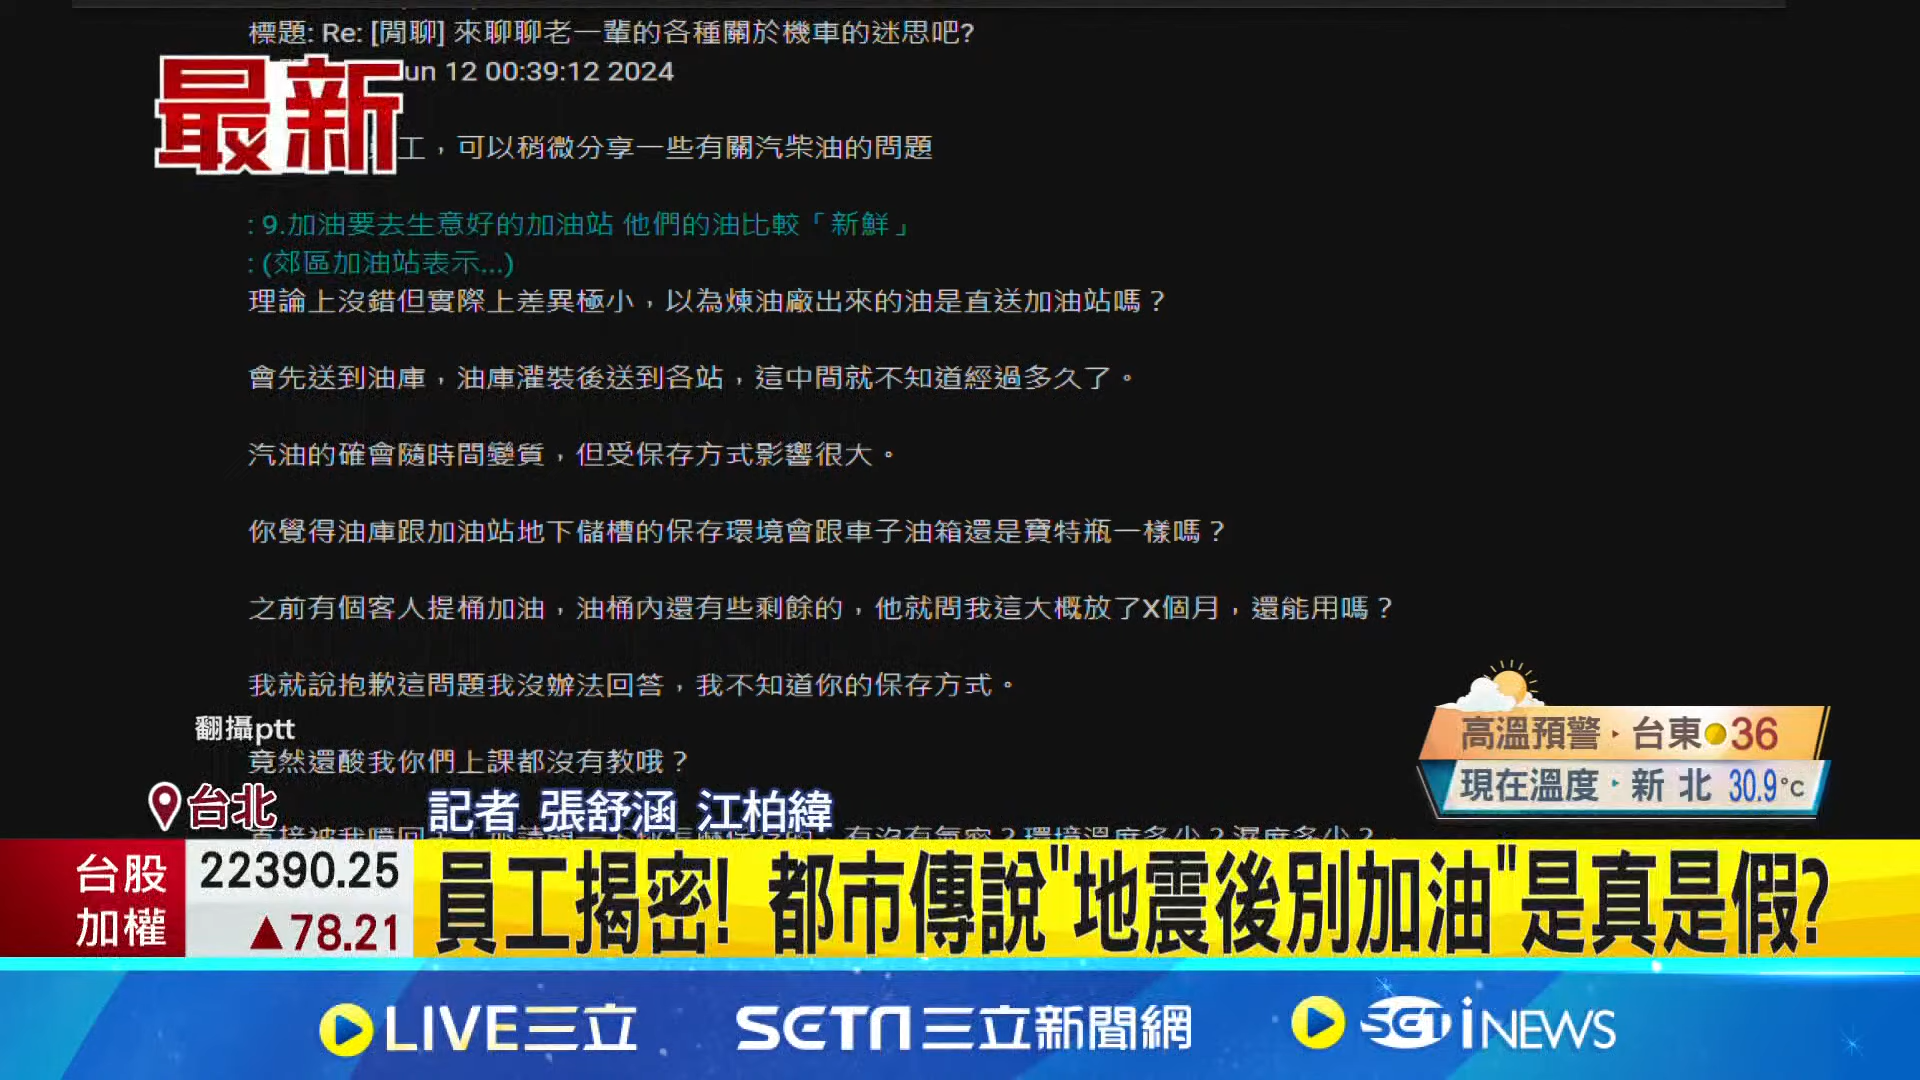 標題: Re: [閒聊] 來聊聊老一輩的各種關於機車的迷思吧?
un 12 00:39:12 2024
最新
工，可以稍微分享一些有關汽柴油的問題
: 9.加油要去生意好的加油站 他們的油比較「新鮮」
: (郊區加油站表示...)
理論上沒錯但實際上差異極小，以為煉油廠出來的油是直送加油站嗎？
會先送到油庫，油庫灌裝後送到各站，這中間就不知道經過多久了。
汽油的確會隨時間變質，但受保存方式影響很大。
你覺得油庫跟加油站地下儲槽的保存環境會跟車子油箱還是寶特瓶一樣嗎？
之前有個客人提桶加油，油桶內還有些剩餘的，他就問我這大概放了X個月，還能用嗎？
我就說抱歉這問題我沒辦法回答，我不知道你的保存方式。
翻攝ptt
竟然還酸我你們上課都沒有教哦？
高溫預警 台東 36
現在溫度 新北 30.9°C
台北
記者 張舒涵 江柏緯
有沒有氣密？環境溫度多少？濕度多少？
台股 22390.25
加權 ▲78.21
員工揭密! 都市傳說"地震後別加油"是真是假?
LIVE三立
SETN三立新聞網
SET iNEWS